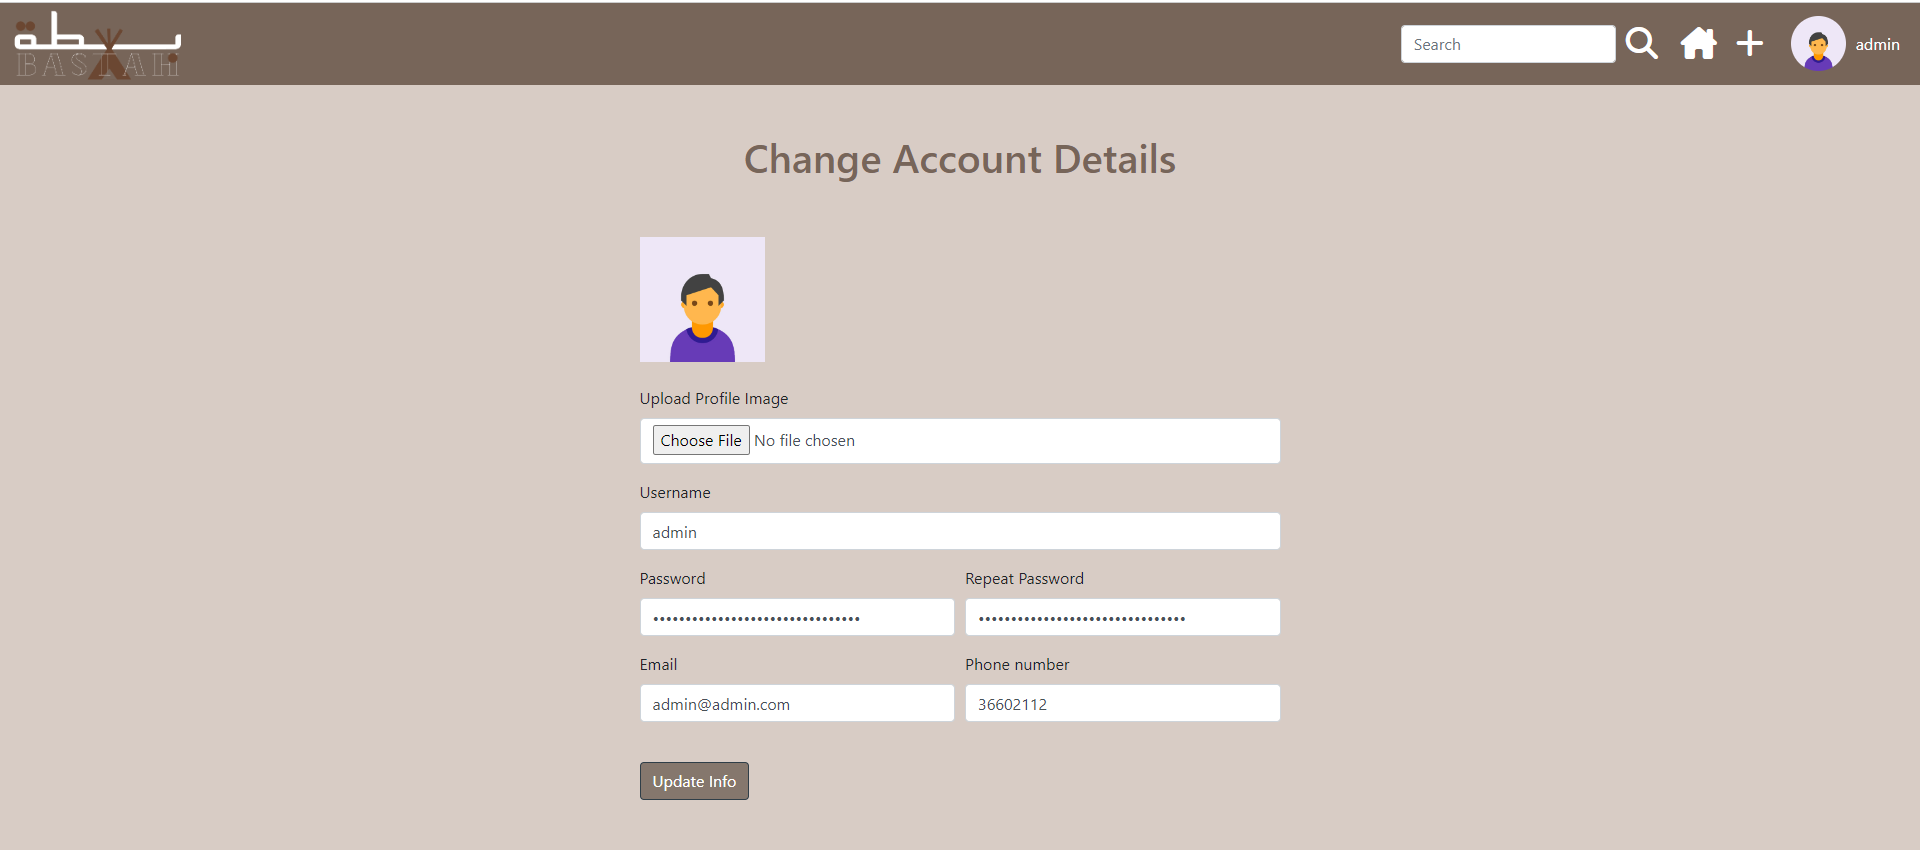 بسطة
BASTAH
Search
admin
Change Account Details
Upload Profile Image
Choose File No file chosen
Username
admin
Password Repeat Password
•••••••••••••••••••••••••••••••• ••••••••••••••••••••••••••••••••
Email Phone number
admin@admin.com 36602112
Update Info